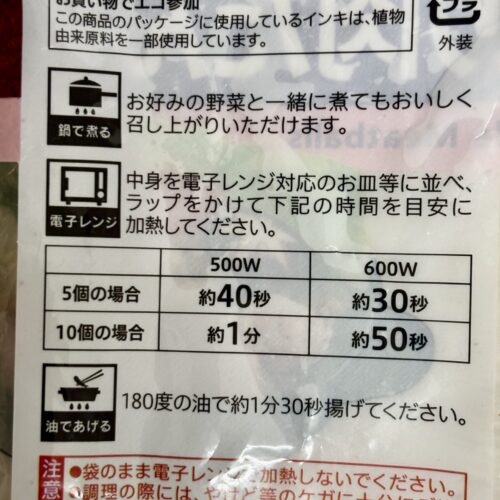 お買い物でエコ参加
この商品のパッケージに使用しているインキは、植物
由来原料を一部使用しています。
プラ
外装
鍋で煮る
お好みの野菜と一緒に煮てもおいしく
召し上がりいただけます。
電子レンジ
中身を電子レンジ対応のお皿等に並べ、
ラップをかけて下記の時間を目安に
加熱してください。
500W 600W
5個の場合 約40秒 約30秒
10個の場合 約1分 約50秒
油であげる
180度の油で約1分30秒揚げてください。
注意
●袋のまま電子レンジで加熱しないでください。
●調理の際には、やけど等のケガに